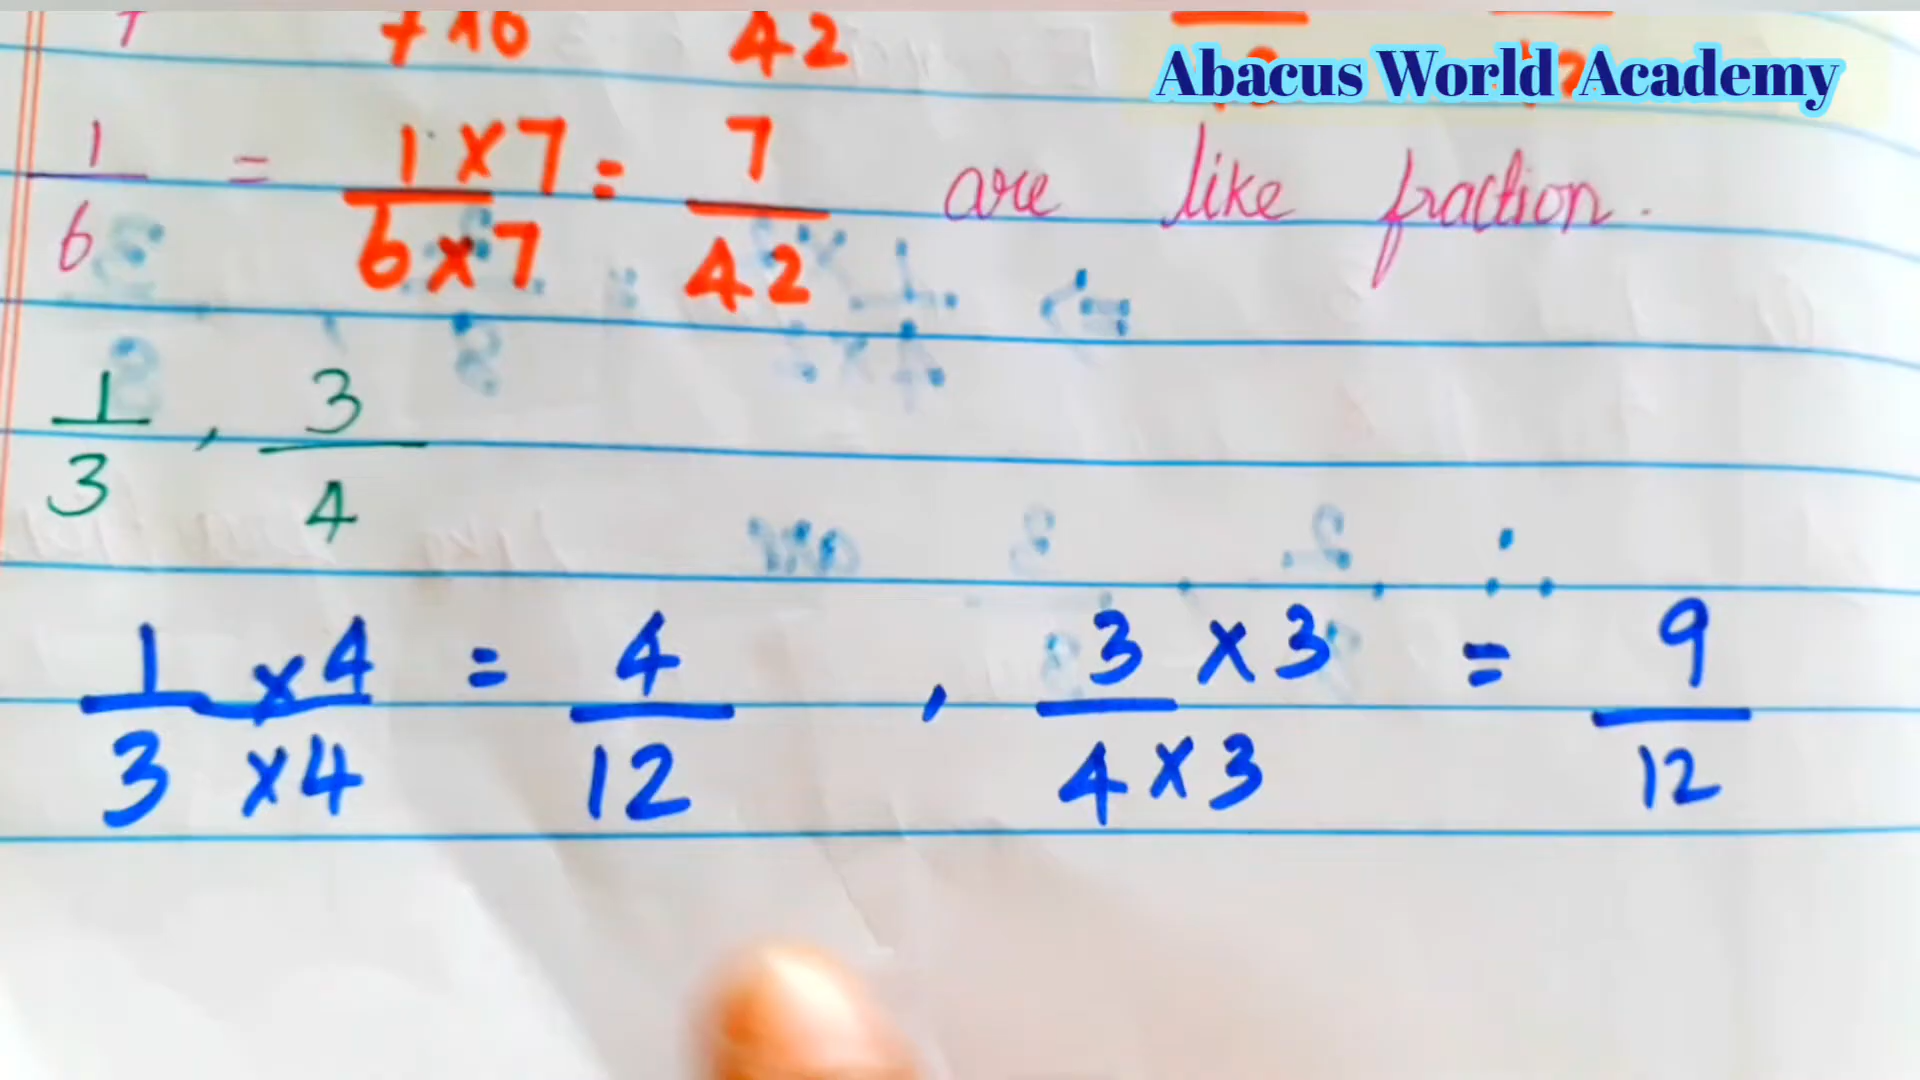 42
Abacus World Academy
1/6 = 1 x 7 / 6 x 7 = 7/42 are like fraction.
1/3 , 3/4
1 x 4 / 3 x 4 = 4/12 , 3 x 3 / 4 x 3 = 9/12